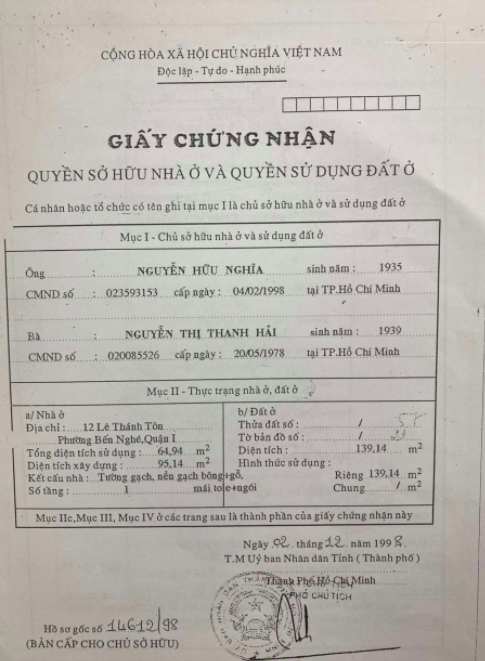 CỘNG HÒA XÃ HỘI CHỦ NGHĨA VIỆT NAM
Độc lập - Tự do - Hạnh phúc
GIẤY CHỨNG NHẬN
QUYỀN SỞ HỮU NHÀ Ở VÀ QUYỀN SỬ DỤNG ĐẤT Ở
Cá nhân hoặc tổ chức có tên ghi tại mục I là chủ sở hữu nhà ở và sử dụng đất ở
Mục I - Chủ sở hữu nhà ở và sử dụng đất ở
Ông : NGUYỄN HỮU NGHĨA sinh năm : 1935
CMND số : 023593153 cấp ngày : 04/02/1998 tại TP.Hồ Chí Minh
Bà : NGUYỄN THỊ THANH HẢI sinh năm : 1939
CMND số : 020085526 cấp ngày : 20/05/1978 tại TP.Hồ Chí Minh
Mục II - Thực trạng nhà ở, đất ở
a/ Nhà ở
Địa chỉ : 12 Lê Thánh Tôn
Phường Bến Nghé,Quận I
Tổng diện tích sử dụng : 64,94 m²
Diện tích xây dựng : 95,14 m²
Kết cấu nhà : Tường gạch, nền gạch bông+gỗ,
Số tầng : 1 mái tole+ngói
b/ Đất ở
Thửa đất số : /
Tờ bản đồ số : /
Diện tích : 139,14 m²
Hình thức sử dụng :
Riêng 139,14 m²
Chung / m²
Mục IIc,Mục III, Mục IV ở các trang sau là thành phần của giấy chứng nhận này
Ngày 02 tháng 12 năm 1998
T.M Uỷ ban Nhân dân Tỉnh ( Thành phố )
Thành Phố Hồ Chí Minh
PHÓ CHỦ TỊCH
Hồ sơ gốc số 14612/98
(BẢN CẤP CHO CHỦ SỞ HỮU)